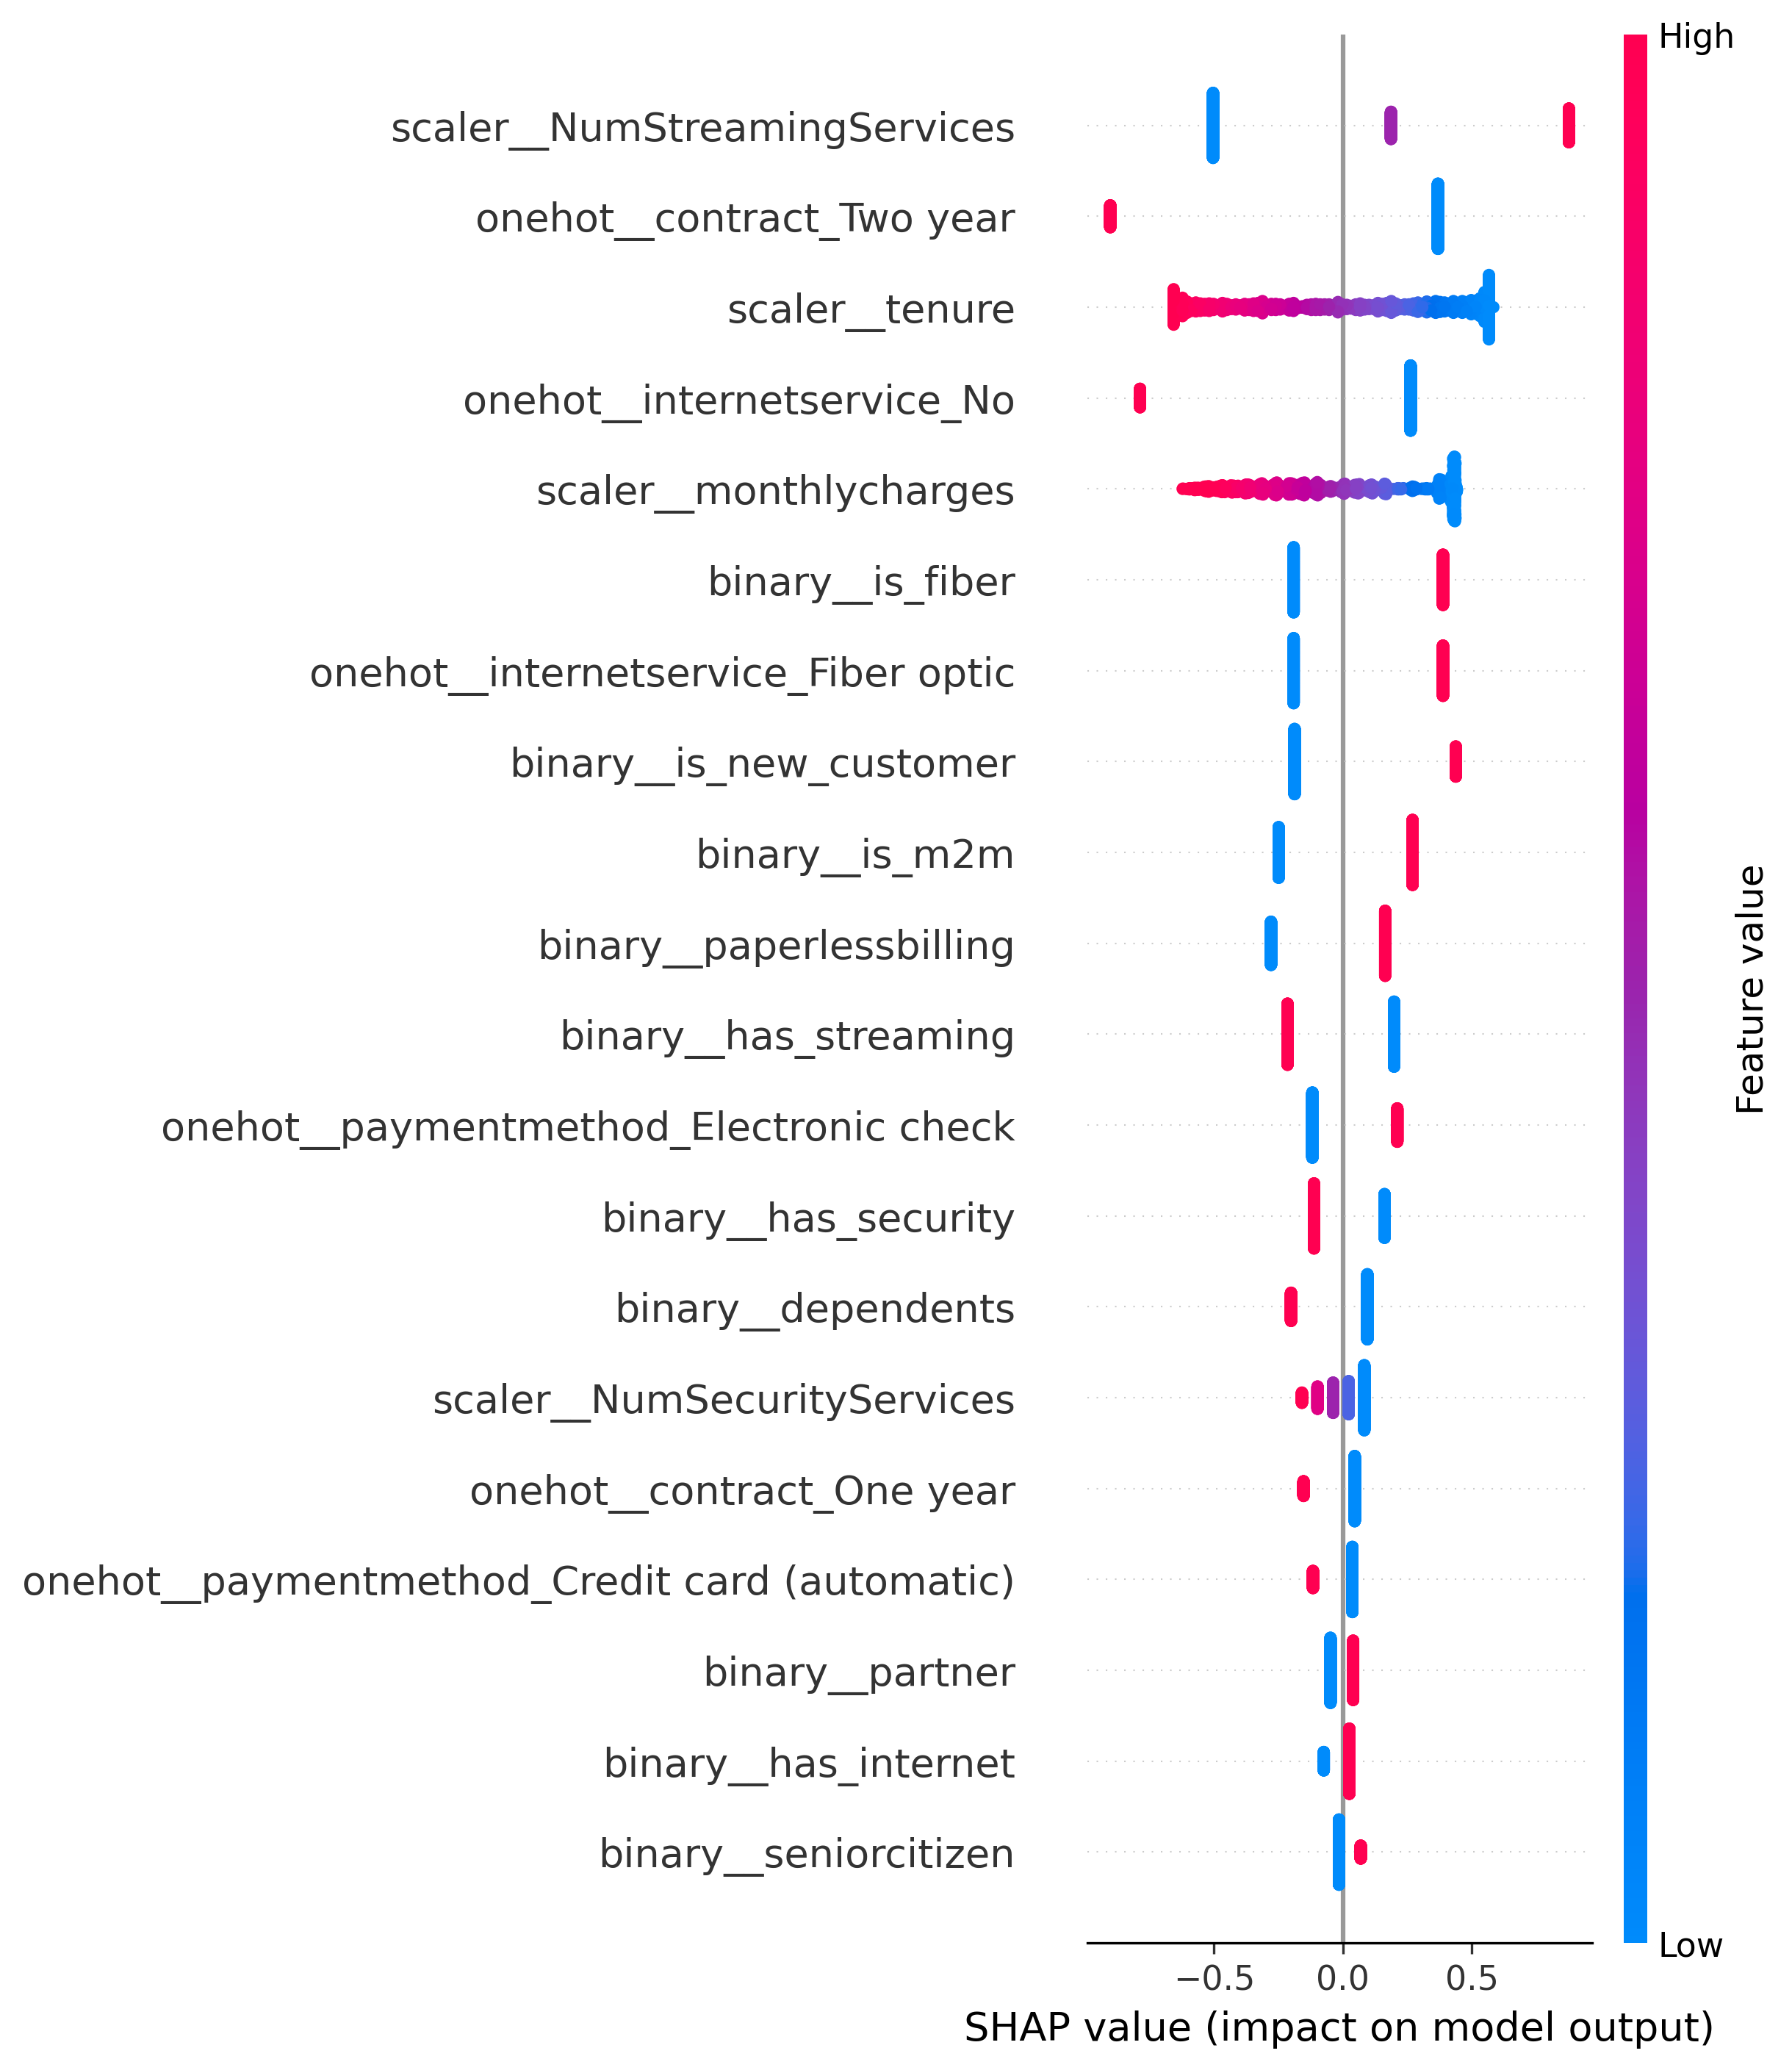 High
scaler__NumStreamingServices
onehot__contract_Two year
scaler__tenure
onehot__internetservice_No
scaler__monthlycharges
binary__is_fiber
onehot__internetservice_Fiber optic
binary__is_new_customer
binary__is_m2m
binary__paperlessbilling
binary__has_streaming
onehot__paymentmethod_Electronic check
binary__has_security
binary__dependents
scaler__NumSecurityServices
onehot__contract_One year
onehot__paymentmethod_Credit card (automatic)
binary__partner
binary__has_internet
binary__seniorcitizen
Feature value
Low
−0.5 0.0 0.5
SHAP value (impact on model output)